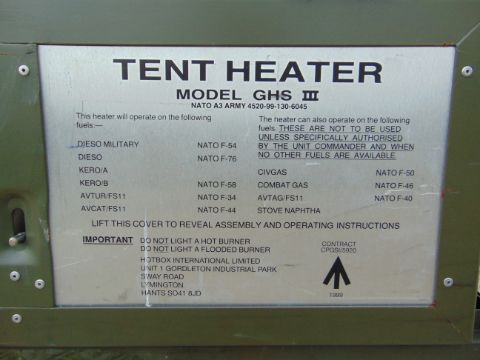 TENT HEATER
MODEL GHS III
NATO A3 ARMY 4520-99-130-6045
This heater will operate on the following
fuels:—
DIESO MILITARY NATO F-54
DIESO NATO F-76
KERO/A
KERO/B NATO F-58
AVTUR/FS11 NATO F-34
AVCAT/FS11 NATO F-44
The heater can also operate on the following
fuels. THESE ARE NOT TO BE USED
UNLESS SPECIFICALLY AUTHORISED
BY THE UNIT COMMANDER AND WHEN
NO OTHER FUELS ARE AVAILABLE.
CIVGAS NATO F-50
COMBAT GAS NATO F-46
AVTAG/FS11 NATO F-40
STOVE NAPHTHA
LIFT THIS COVER TO REVEAL ASSEMBLY AND OPERATING INSTRUCTIONS
IMPORTANT DO NOT LIGHT A HOT BURNER
DO NOT LIGHT A FLOODED BURNER
HOTBOX INTERNATIONAL LIMITED
UNIT 1 GORDLETON INDUSTRIAL PARK
SWAY ROAD
LYMINGTON
HANTS SO41 8JD
CONTRACT
1999